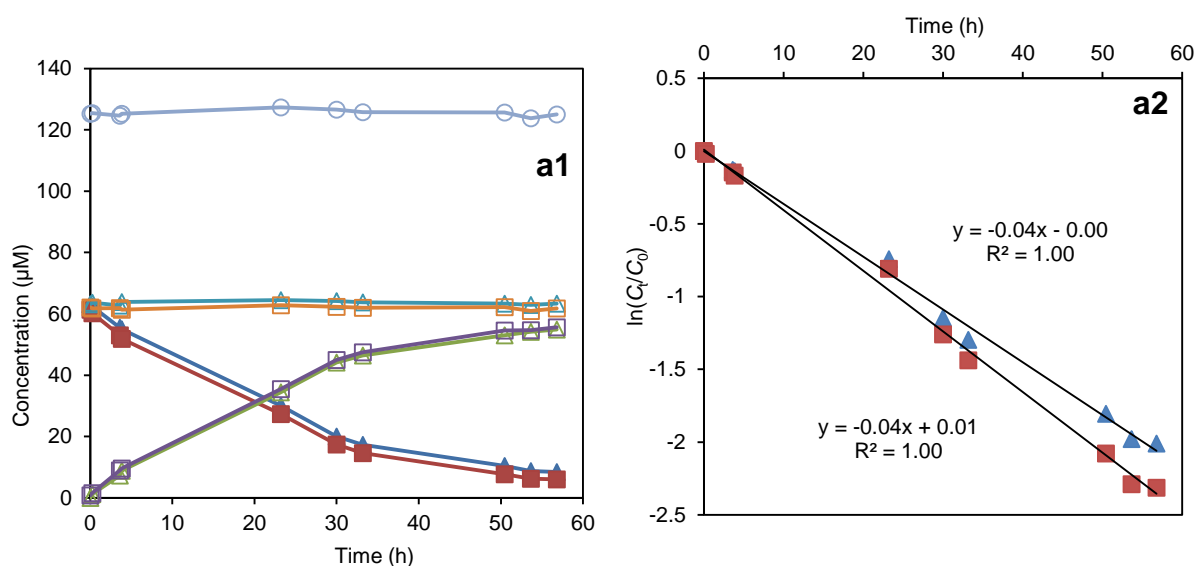 140
120
100
80
60
40
20
0
Concentration (µM)
0 10 20 30 40 50 60
Time (h)
a1
Time (h)
0 10 20 30 40 50 60
0.5
0
-0.5
-1
-1.5
-2
-2.5
ln(Ct/C0)
a2
y = -0.04x - 0.00
R² = 1.00
y = -0.04x + 0.01
R² = 1.00